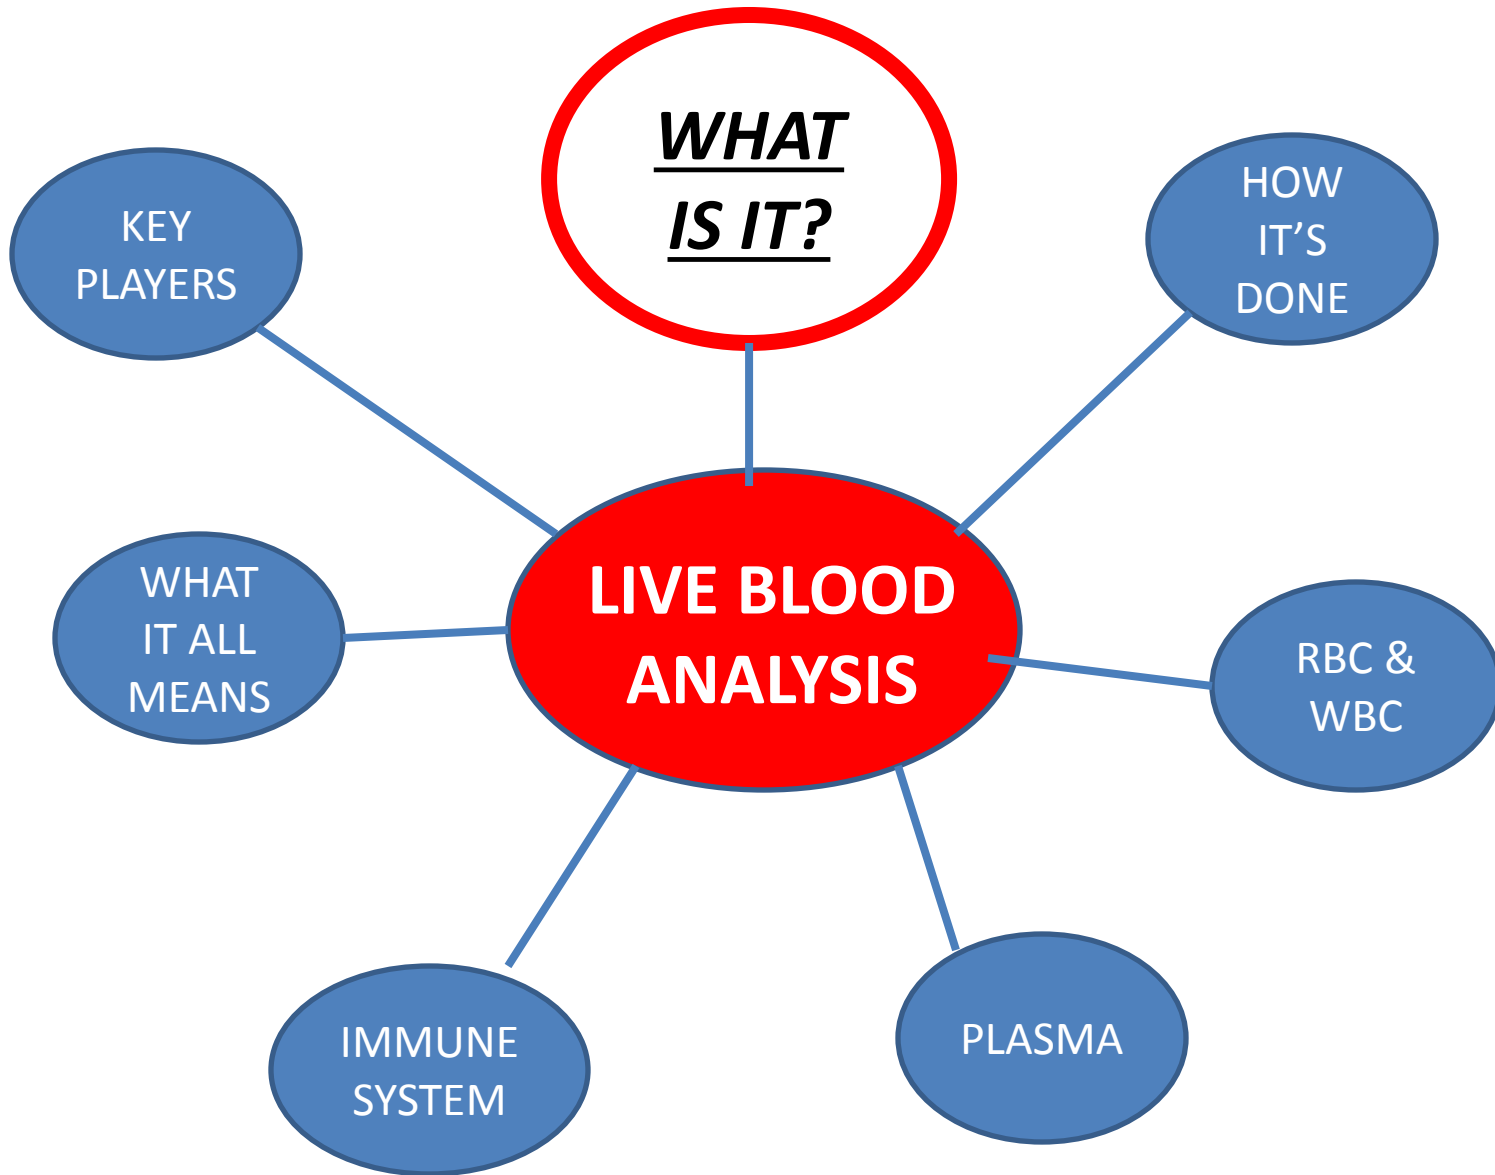 WHAT
IS IT?
KEY
PLAYERS
HOW
IT’S
DONE
LIVE BLOOD
ANALYSIS
WHAT
IT ALL
MEANS
RBC &
WBC
IMMUNE
SYSTEM
PLASMA